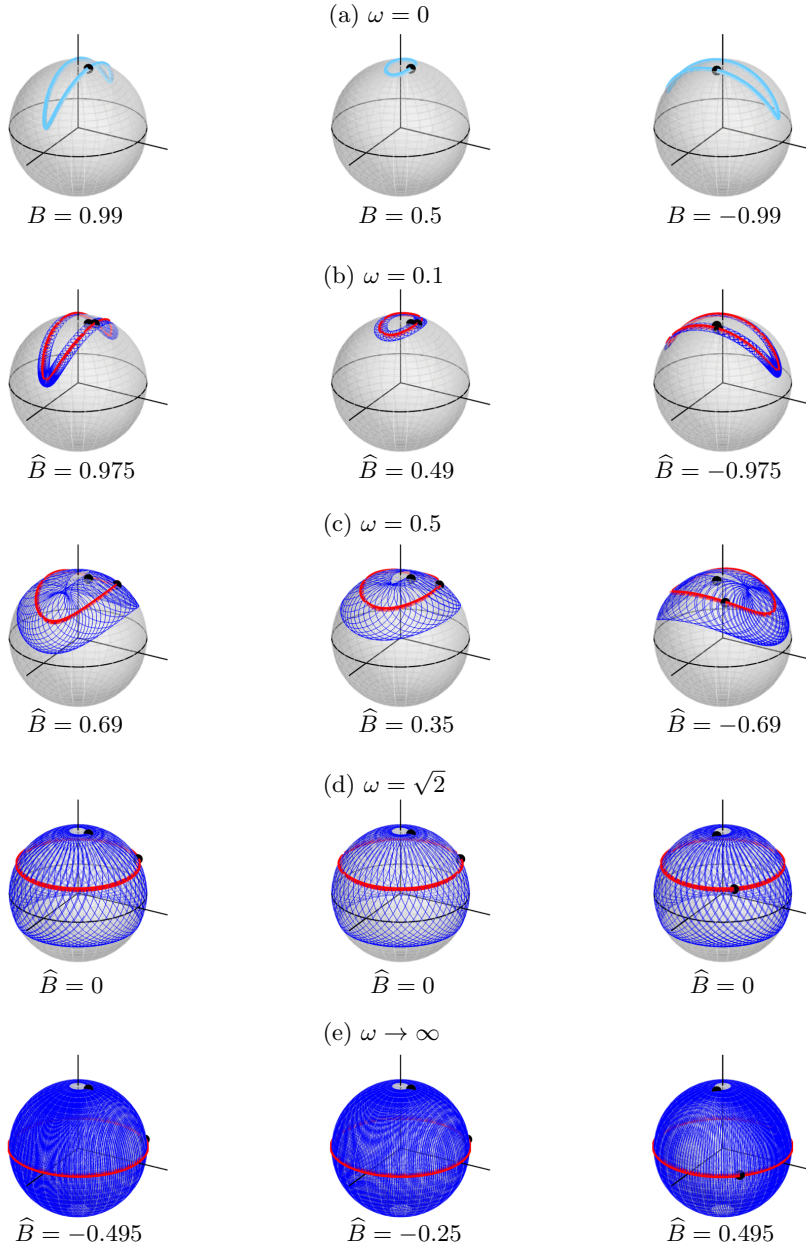 (a) ω = 0
B = 0.99 B = 0.5 B = −0.99
(b) ω = 0.1
B̂ = 0.975 B̂ = 0.49 B̂ = −0.975
(c) ω = 0.5
B̂ = 0.69 B̂ = 0.35 B̂ = −0.69
(d) ω = √2
B̂ = 0 B̂ = 0 B̂ = 0
(e) ω → ∞
B̂ = −0.495 B̂ = −0.25 B̂ = 0.495